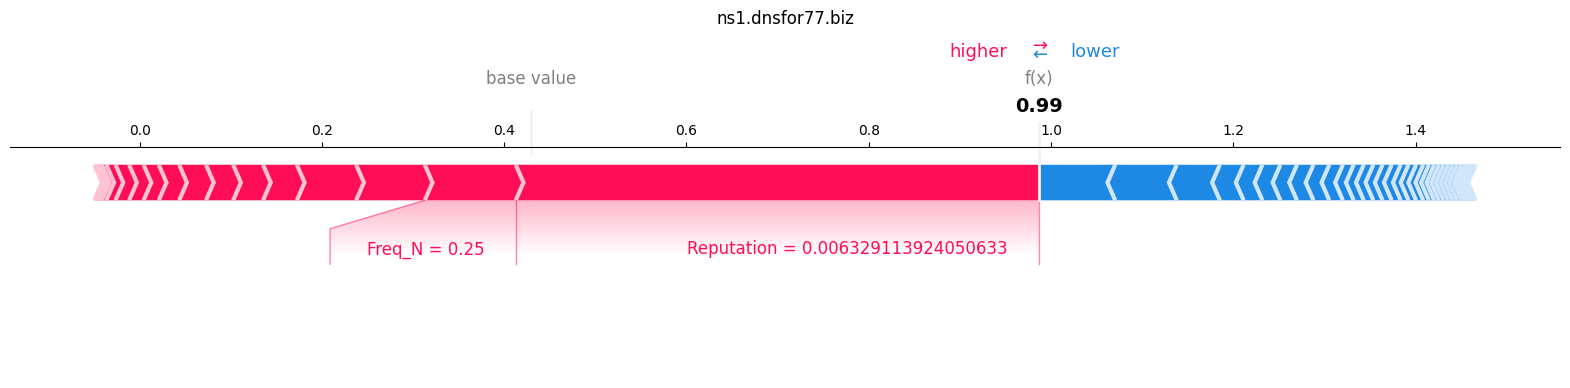 ns1.dnsfor77.biz
higher ⇄ lower
base value f(x)
0.99
0.0 0.2 0.4 0.6 0.8 1.0 1.2 1.4
Freq_N = 0.25 Reputation = 0.006329113924050633